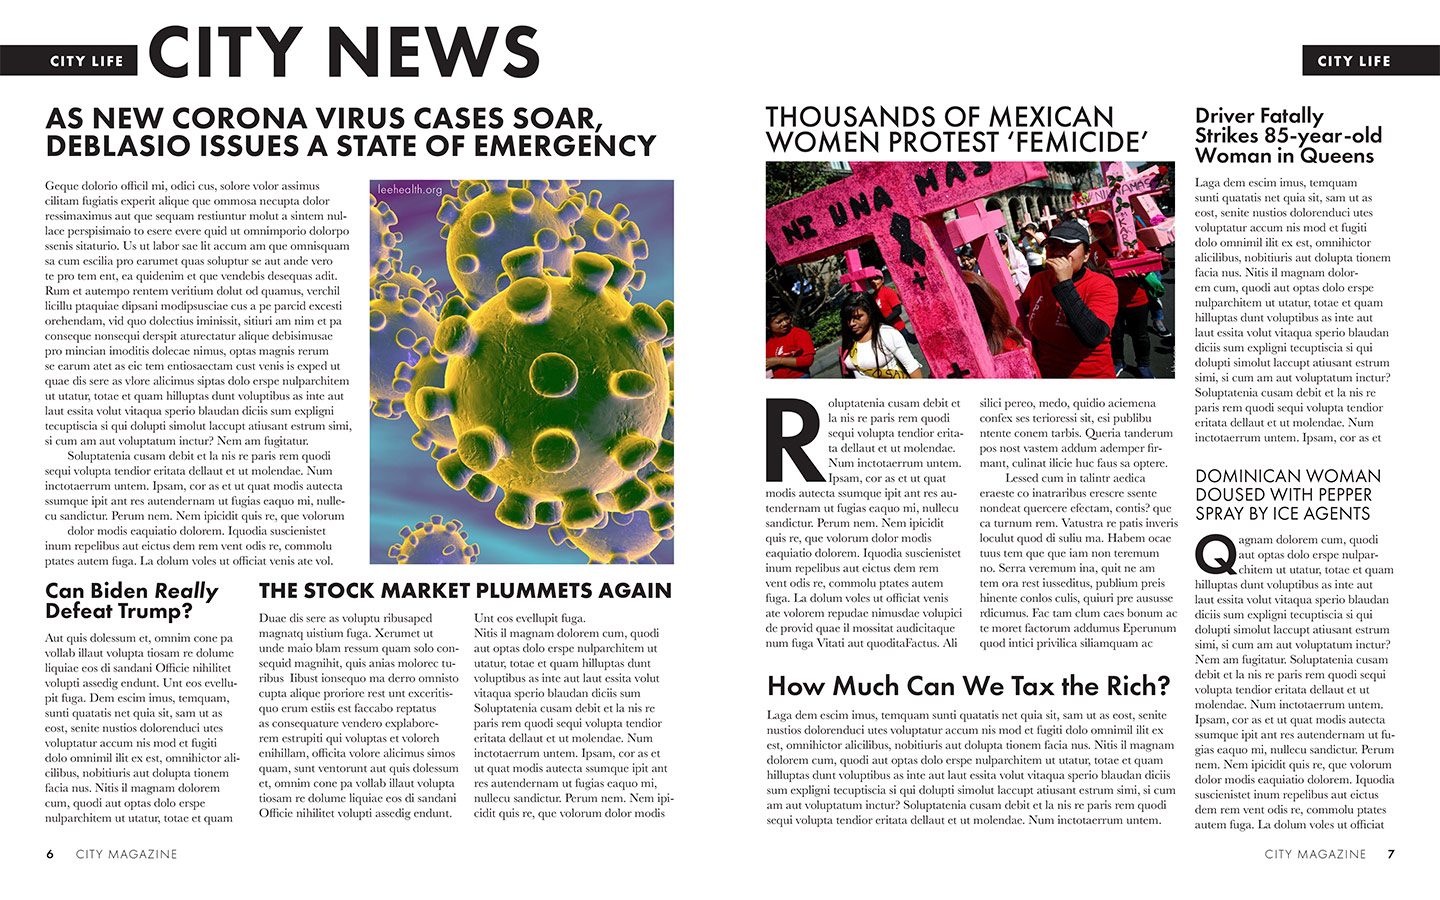 CITY LIFE
CITY NEWS
AS NEW CORONA VIRUS CASES SOAR,
DEBLASIO ISSUES A STATE OF EMERGENCY
Geque dolorio officil mi, odici cus, solore volor assimus
cilitam fugiatis experit alique que ommosa necupta dolor
ressimaximus aut que sequam restiuntur molut a sintem nul-
lace perspisimaio to esere evere quid ut omnimporio dolorpo
ssenis sitaturio. Us ut labor sae lit accum am que omnisquam
sa cum escilia pro earumet quas soluptur se aut ande vero
te pro tem ent, ea quidenim et que vendebis desequas adit.
Rum et autempo rentem veritium dolut od quamus, verchil
licillu ptaquiae dipsani modipsusciae cus a pe parcid excesti
orehendam, vid quo dolectius iminissit, sitiuri am nim et pa
conseque nonsequi derspit aturectatur alique debisimusae
pro mincian imoditis dolecae nimus, optas magnis rerum
se earum atet as eic tem entiosaectam cust venis is exped ut
quae dis sere as vlore alicimus siptas dolo erspe nulparchitem
ut utatur, totae et quam hilluptas dunt voluptibus as inte aut
laut essita volut vitaqua sperio blaudan diciis sum expligni
tecuptiscia si qui dolupti simolut laccupt atiusant estrum simi,
si cum am aut voluptatum inctur? Nem am fugitatur.
Soluptatenia cusam debit et la nis re paris rem quodi
sequi volupta tendior eritata dellaut et ut molendae. Num
inctotaerrum untem. Ipsam, cor as et ut quat modis autecta
ssumque ipit ant res autendernam ut fugias eaquo mi, nulle-
cu sandictur. Perum nem. Nem ipicidit quis re, que volorum
dolor modis eaquiatio dolorem. Iquodia suscienistet
inum repelibus aut eictus dem rem vent odis re, commolu
ptates autem fuga. La dolum voles ut officiat venis ate vol.
leehealth.org
Can Biden Really
Defeat Trump?
Aut quis dolessum et, omnim cone pa
vollab illaut volupta tiosam re dolume
liquiae eos di sandani Officie nihilitet
volupti assedig endunt. Unt eos evellu-
pit fuga. Dem escim imus, temquam,
sunti quatatis net quia sit, sam ut as
eost, senite nustios dolorenduci utes
voluptatur accum nis mod et fugiti
dolo omnimil ilit ex est, omnihitor ali-
cilibus, nobitiuris aut dolupta tionem
facia nus. Nitis il magnam dolorem
cum, quodi aut optas dolo erspe
nulparchitem ut utatur, totae et quam
THE STOCK MARKET PLUMMETS AGAIN
Duae dis sere as voluptu ribusaped
magnatq uistium fuga. Xerumet ut
unde maio blam ressum quam solo con-
sequid magnihit, quis anias molorec tu-
ribus Iibust ionsequo ma derro omnisto
cupta alique proriore rest unt exceritis-
quo erum estiis est faccabo reptatus
as consequature vendero explabore-
rem estrupiti qui voluptas et voloreh
enihillam, officita volore alicimus simos
quam, sunt ventorunt aut quis dolessum
et, omnim cone pa vollab illaut volupta
tiosam re dolume liquiae eos di sandani
Officie nihilitet volupti assedig endunt.
Unt eos evellupit fuga.
Nitis il magnam dolorem cum, quodi
aut optas dolo erspe nulparchitem ut
utatur, totae et quam hilluptas dunt
voluptibus as inte aut laut essita volut
vitaqua sperio blaudan diciis sum
Soluptatenia cusam debit et la nis re
paris rem quodi sequi volupta tendior
eritata dellaut et ut molendae. Num
inctotaerrum untem. Ipsam, cor as et
ut quat modis autecta ssumque ipit ant
res autendernam ut fugias eaquo mi,
nullecu sandictur. Perum nem. Nem ipi-
cidit quis re, que volorum dolor modis
6 CITY MAGAZINE
CITY LIFE
THOUSANDS OF MEXICAN
WOMEN PROTEST ‘FEMICIDE’
NI UNA MAS
Roluptatenia cusam debit et
la nis re paris rem quodi
sequi volupta tendior erita-
ta dellaut et ut molendae.
Num inctotaerrum untem.
Ipsam, cor as et ut quat
modis autecta ssumque ipit ant res au-
tendernam ut fugias eaquo mi, nullecu
sandictur. Perum nem. Nem ipicidit
quis re, que volorum dolor modis
eaquiatio dolorem. Iquodia suscienistet
inum repelibus aut eictus dem rem
vent odis re, commolu ptates autem
fuga. La dolum voles ut officiat venis
ate volorem repudae nimusdae volupici
de provid quae il mossitat audicitaque
num fuga Vitati aut quoditaFactus. Ali
silici pereo, medo, quidio aciemena
confex ses terioressi sit, esi publibu
ntente conem tarbis. Queria tanderum
pos nost vastem addum ademper fir-
mant, culinat ilicie huc faus sa optere.
Lessed cum in talintr aedica
eraeste co inatraribus erescre ssente
nondeat quercere efectam, contis? que
ca turnum rem. Vatustra re patis inveris
loculut quod di suliu ma. Habem ocae
tuus tem que que iam non teremum
no. Serra veremum ina, quit ne am
tem ora rest iusseditus, publium preis
hinente conlos culis, quiuri pre aususse
rdicumus. Fac tam clum caes bonum ac
te moret factorum addumus Eperumum
quod intici privilica siliamquam ac
How Much Can We Tax the Rich?
Laga dem escim imus, temquam sunti quatatis net quia sit, sam ut as eost, senite
nustios dolorenduci utes voluptatur accum nis mod et fugiti dolo omnimil ilit ex
est, omnihictor alicilibus, nobitiuris aut dolupta tionem facia nus. Nitis il magnam
dolorem cum, quodi aut optas dolo erspe nulparchitem ut utatur, totae et quam
hilluptas dunt voluptibus as inte aut laut essita volut vitaqua sperio blaudan diciis
sum expligni tecuptiscia si qui dolupti simolut laccupt atiusant estrum simi, si cum
am aut voluptatum inctur? Soluptatenia cusam debit et la nis re paris rem quodi
sequi volupta tendior eritata dellaut et ut molendae. Num inctotaerrum untem.
Driver Fatally
Strikes 85-year-old
Woman in Queens
Laga dem escim imus, temquam
sunti quatatis net quia sit, sam ut as
eost, senite nustios dolorenduci utes
voluptatur accum nis mod et fugiti
dolo omnimil ilit ex est, omnihictor
alicilibus, nobitiuris aut dolupta tionem
facia nus. Nitis il magnam dolor-
em cum, quodi aut optas dolo erspe
nulparchitem ut utatur, totae et quam
hilluptas dunt voluptibus as inte aut
laut essita volut vitaqua sperio blaudan
diciis sum expligni tecuptiscia si qui
dolupti simolut laccupt atiusant estrum
simi, si cum am aut voluptatum inctur?
Soluptatenia cusam debit et la nis re
paris rem quodi sequi volupta tendior
eritata dellaut et ut molendae. Num
inctotaerrum untem. Ipsam, cor as et
DOMINICAN WOMAN
DOUSED WITH PEPPER
SPRAY BY ICE AGENTS
Qagnam dolorem cum, quodi
aut optas dolo erspe nulpar-
chitem ut utatur, totae et quam
hilluptas dunt voluptibus as inte aut
laut essita volut vitaqua sperio blaudan
diciis sum expligni tecuptiscia si qui
dolupti simolut laccupt atiusant estrum
simi, si cum am aut voluptatum inctur?
Nem am fugitatur. Soluptatenia cusam
debit et la nis re paris rem quodi sequi
volupta tendior eritata dellaut et ut
molendae. Num inctotaerrum untem.
Ipsam, cor as et ut quat modis autecta
ssumque ipit ant res autendernam ut fu-
gias eaquo mi, nullecu sandictur. Perum
nem. Nem ipicidit quis re, que volorum
dolor modis eaquiatio dolorem. Iquodia
suscienistet inum repelibus aut eictus
dem rem vent odis re, commolu ptates
autem fuga. La dolum voles ut officiat
CITY MAGAZINE 7